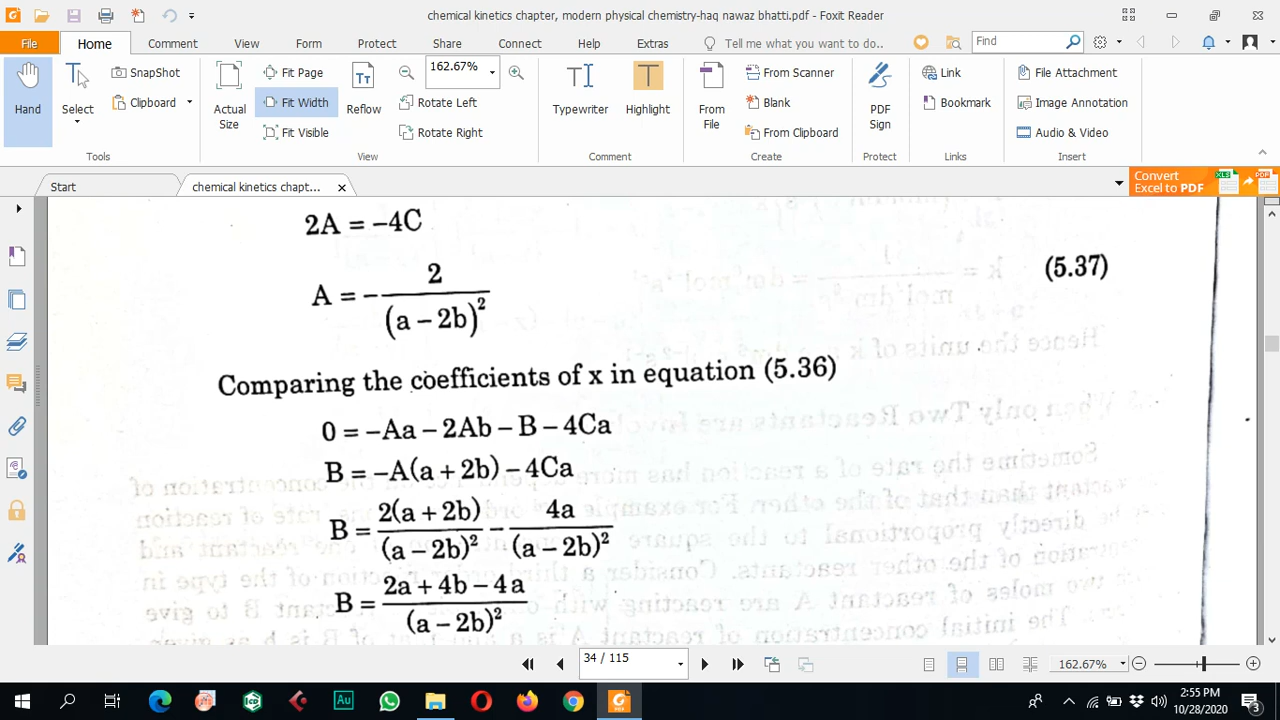 chemical kinetics chapter, modern physical chemistry-haq nawaz bhatti.pdf - Foxit Reader
File Home Comment View Form Protect Share Connect Help Extras Tell me what you want to do.. Find
Hand
Select
SnapShot
Clipboard
Tools
Actual Size
Fit Page
Fit Width
Fit Visible
Reflow
162.67%
Rotate Left
Rotate Right
View
Typewriter
Highlight
Comment
From File
From Scanner
Blank
From Clipboard
Create
PDF Sign
Protect
Link
Bookmark
Links
File Attachment
Image Annotation
Audio & Video
Insert
Start
chemical kinetics chapt...
Convert
Excel to PDF
2A = –4C
A = – 2 / (a – 2b)² (5.37)
Comparing the coefficients of x in equation (5.36)
0 = –Aa – 2Ab – B – 4Ca
B = –A(a + 2b) – 4Ca
B = 2(a + 2b) / (a – 2b)² – 4a / (a – 2b)²
B = 2a + 4b – 4a / (a – 2b)²
34 / 115
162.67%
Au
2:55 PM
10/28/2020
3